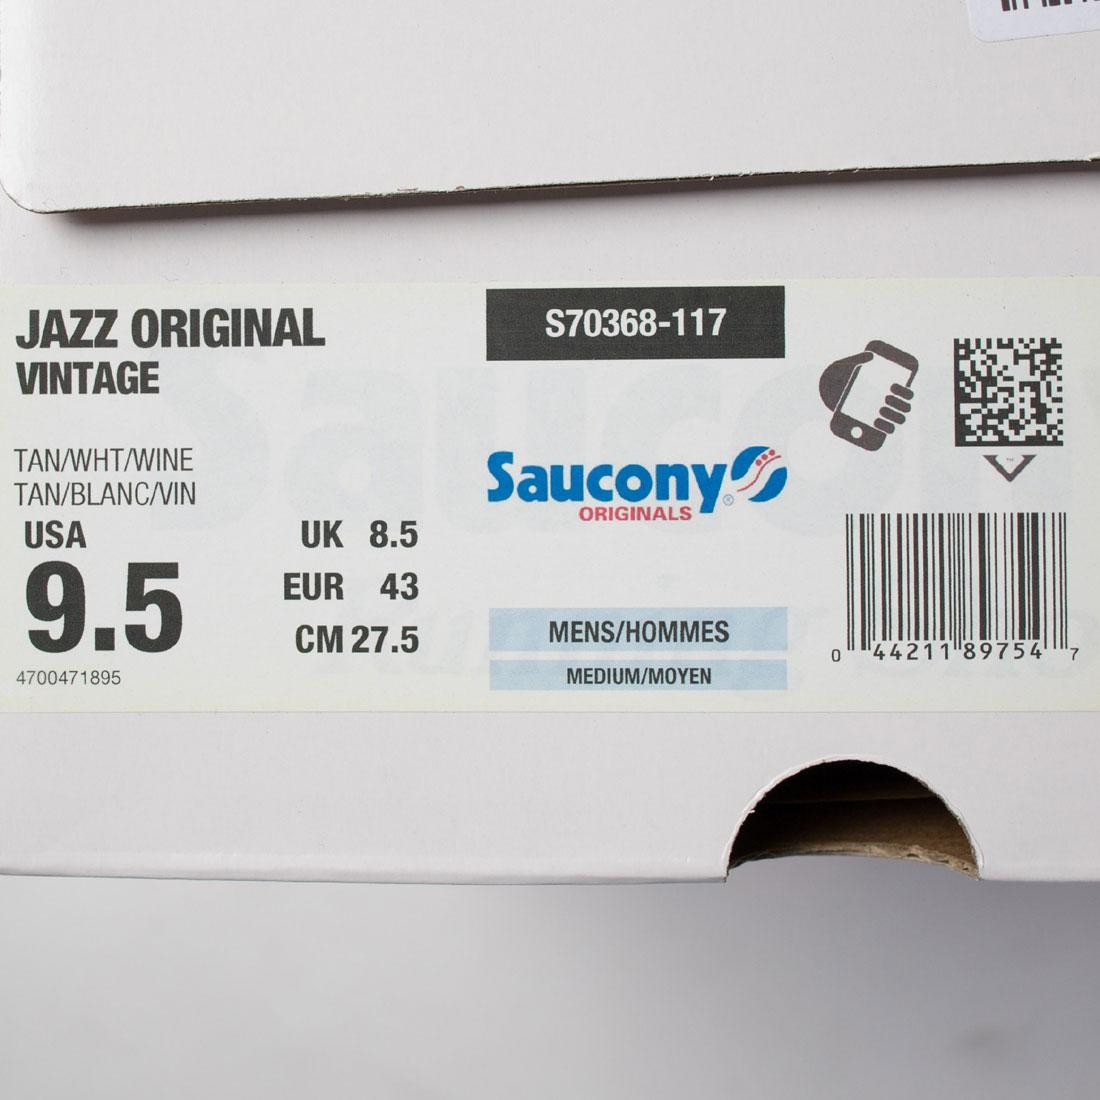 JAZZ ORIGINAL
VINTAGE
TAN/WHT/WINE
TAN/BLANC/VIN
USA
9.5
4700471895
UK 8.5
EUR 43
CM 27.5
S70368-117
Saucony®
ORIGINALS
MENS/HOMMES
MEDIUM/MOYEN
0 44211 89754 7